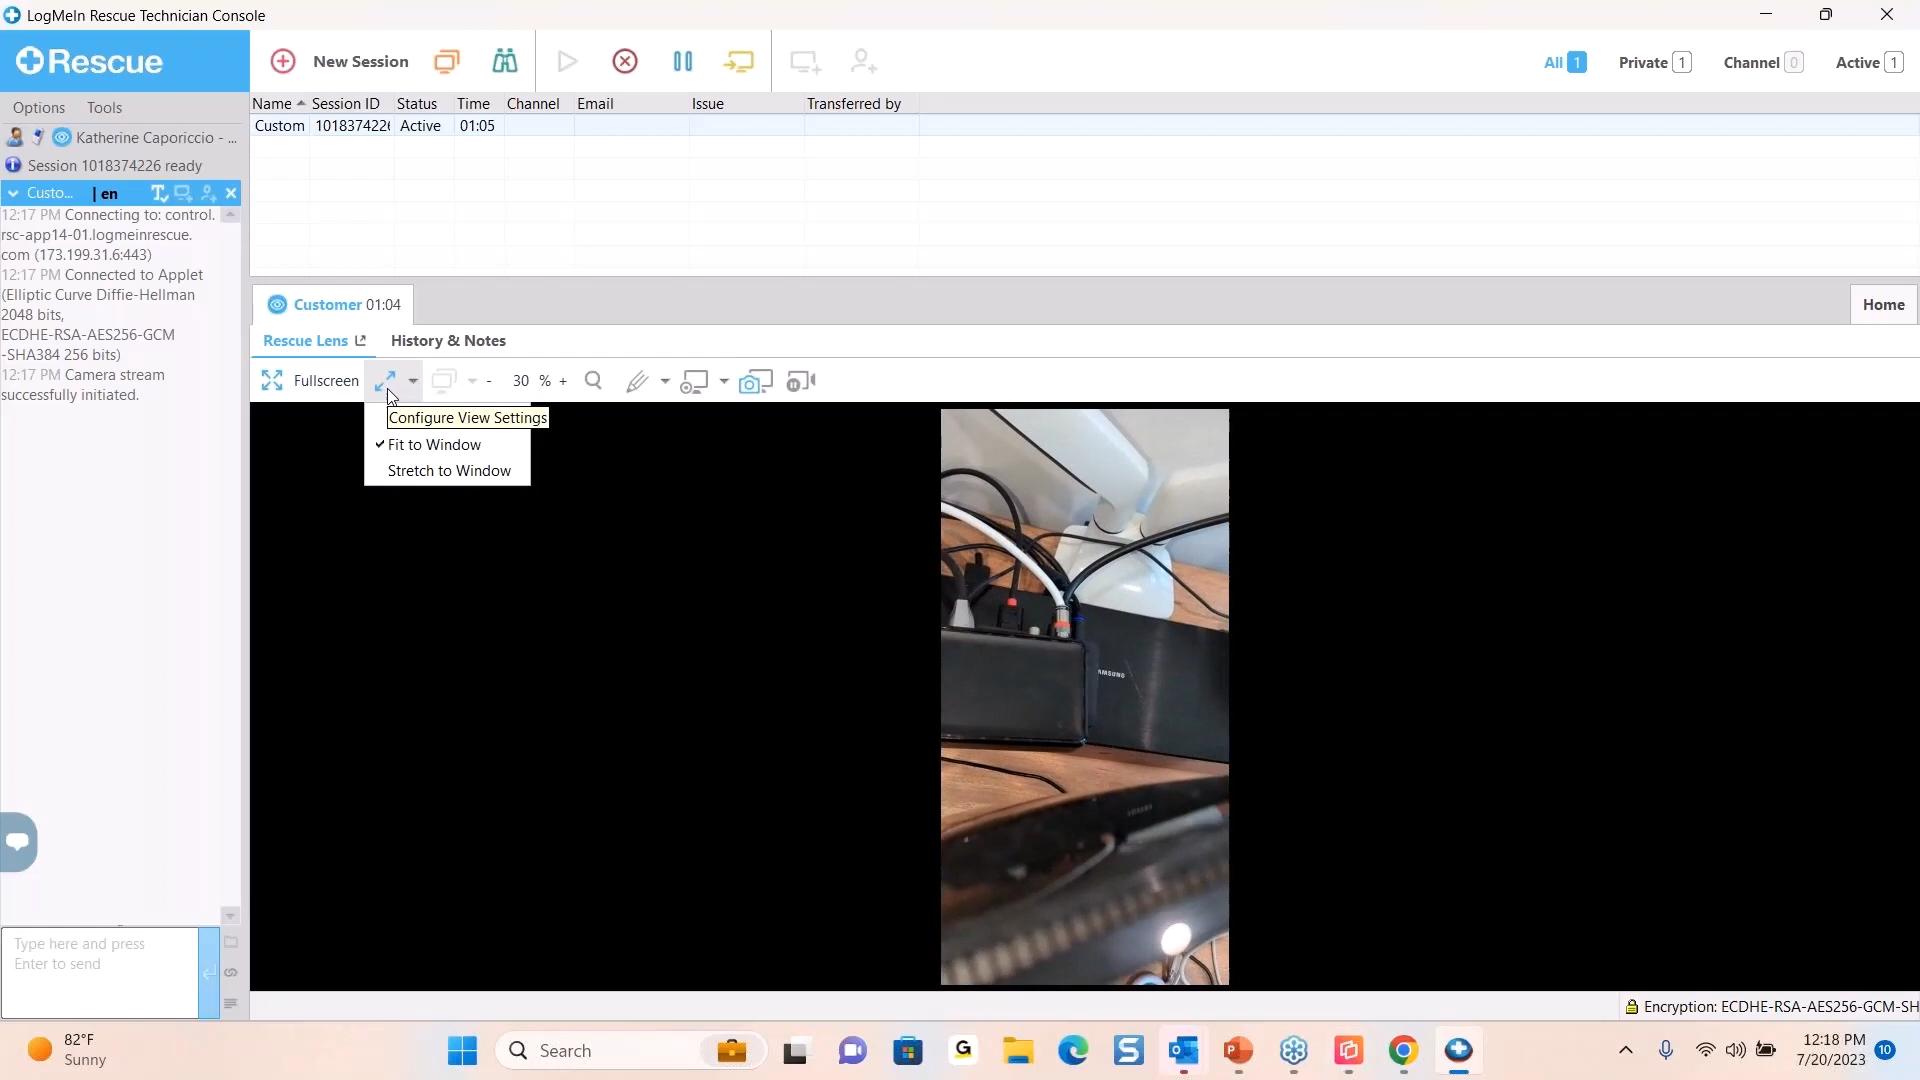 LogMeIn Rescue Technician Console
Rescue
New Session
All 1
Private 1
Channel 0
Active 1
Options Tools
Katherine Caporiccio - ...
Session 1018374226 ready
Custo... | en
12:17 PM Connecting to: control.
rsc-app14-01.logmeinrescue.
com (173.199.31.6:443)
12:17 PM Connected to Applet
(Elliptic Curve Diffie-Hellman
2048 bits,
ECDHE-RSA-AES256-GCM
-SHA384 256 bits)
12:17 PM Camera stream
successfully initiated.
Type here and press
Enter to send
Name Session ID Status Time Channel Email Issue Transferred by
Custom 1018374226 Active 01:05
Customer 01:04
Home
Rescue Lens History & Notes
Fullscreen - 30 % +
Configure View Settings
Fit to Window
Stretch to Window
SAMSUNG
Encryption: ECDHE-RSA-AES256-GCM-SH
82°F
Sunny
Search
12:18 PM
7/20/2023
10